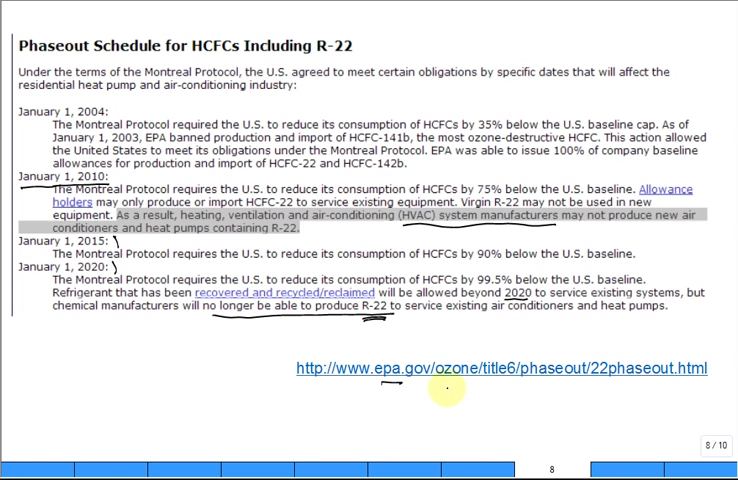 Phaseout Schedule for HCFCs Including R-22
Under the terms of the Montreal Protocol, the U.S. agreed to meet certain obligations by specific dates that will affect the
residential heat pump and air-conditioning industry:
January 1, 2004:
The Montreal Protocol required the U.S. to reduce its consumption of HCFCs by 35% below the U.S. baseline cap. As of
January 1, 2003, EPA banned production and import of HCFC-141b, the most ozone-destructive HCFC. This action allowed
the United States to meet its obligations under the Montreal Protocol. EPA was able to issue 100% of company baseline
allowances for production and import of HCFC-22 and HCFC-142b.
January 1, 2010:
The Montreal Protocol requires the U.S. to reduce its consumption of HCFCs by 75% below the U.S. baseline. Allowance
holders may only produce or import HCFC-22 to service existing equipment. Virgin R-22 may not be used in new
equipment. As a result, heating, ventilation and air-conditioning (HVAC) system manufacturers may not produce new air
conditioners and heat pumps containing R-22.
January 1, 2015:
The Montreal Protocol requires the U.S. to reduce its consumption of HCFCs by 90% below the U.S. baseline.
January 1, 2020:
The Montreal Protocol requires the U.S. to reduce its consumption of HCFCs by 99.5% below the U.S. baseline.
Refrigerant that has been recovered and recycled/reclaimed will be allowed beyond 2020 to service existing systems, but
chemical manufacturers will no longer be able to produce R-22 to service existing air conditioners and heat pumps.
http://www.epa.gov/ozone/title6/phaseout/22phaseout.html
8 / 10
8